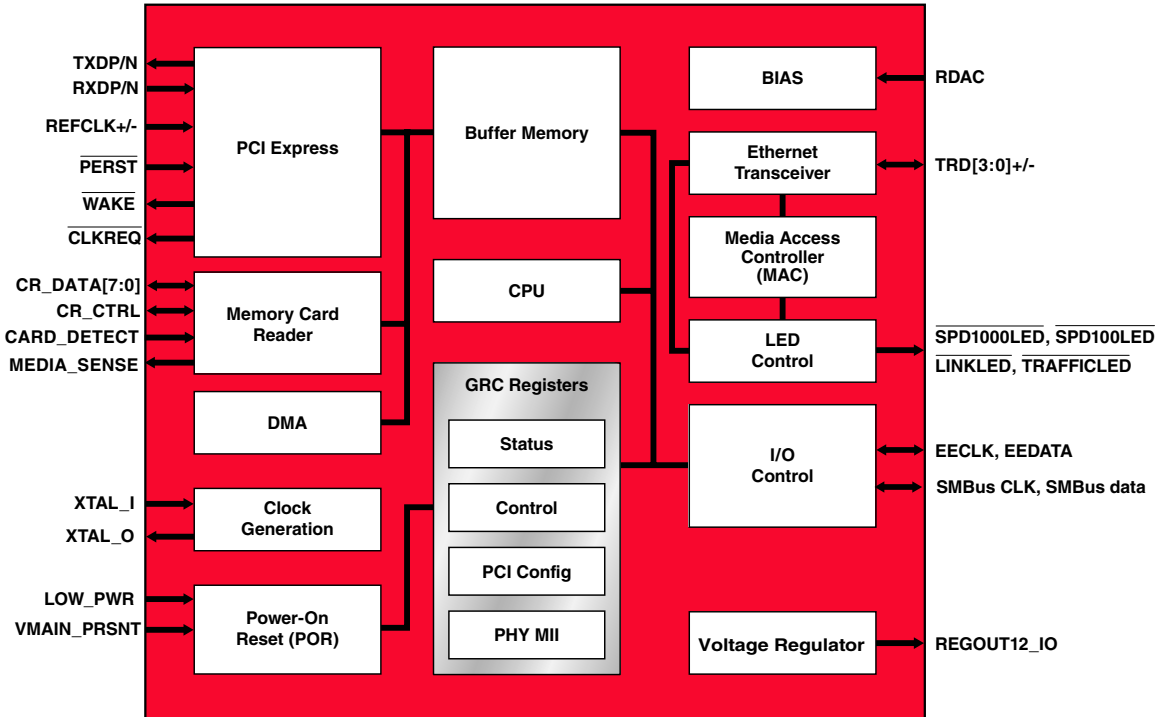 TXDP/N
RXDP/N
REFCLK+/-
PERST
WAKE
CLKREQ
CR_DATA[7:0]
CR_CTRL
CARD_DETECT
MEDIA_SENSE
XTAL_I
XTAL_O
LOW_PWR
VMAIN_PRSNT
PCI Express
Memory Card
Reader
DMA
Clock
Generation
Power-On
Reset (POR)
Buffer Memory
CPU
GRC Registers
Status
Control
PCI Config
PHY MII
BIAS
Ethernet
Transceiver
Media Access
Controller
(MAC)
LED
Control
I/O
Control
Voltage Regulator
RDAC
TRD[3:0]+/-
SPD1000LED, SPD100LED
LINKLED, TRAFFICLED
EECLK, EEDATA
SMBus CLK, SMBus data
REGOUT12_IO